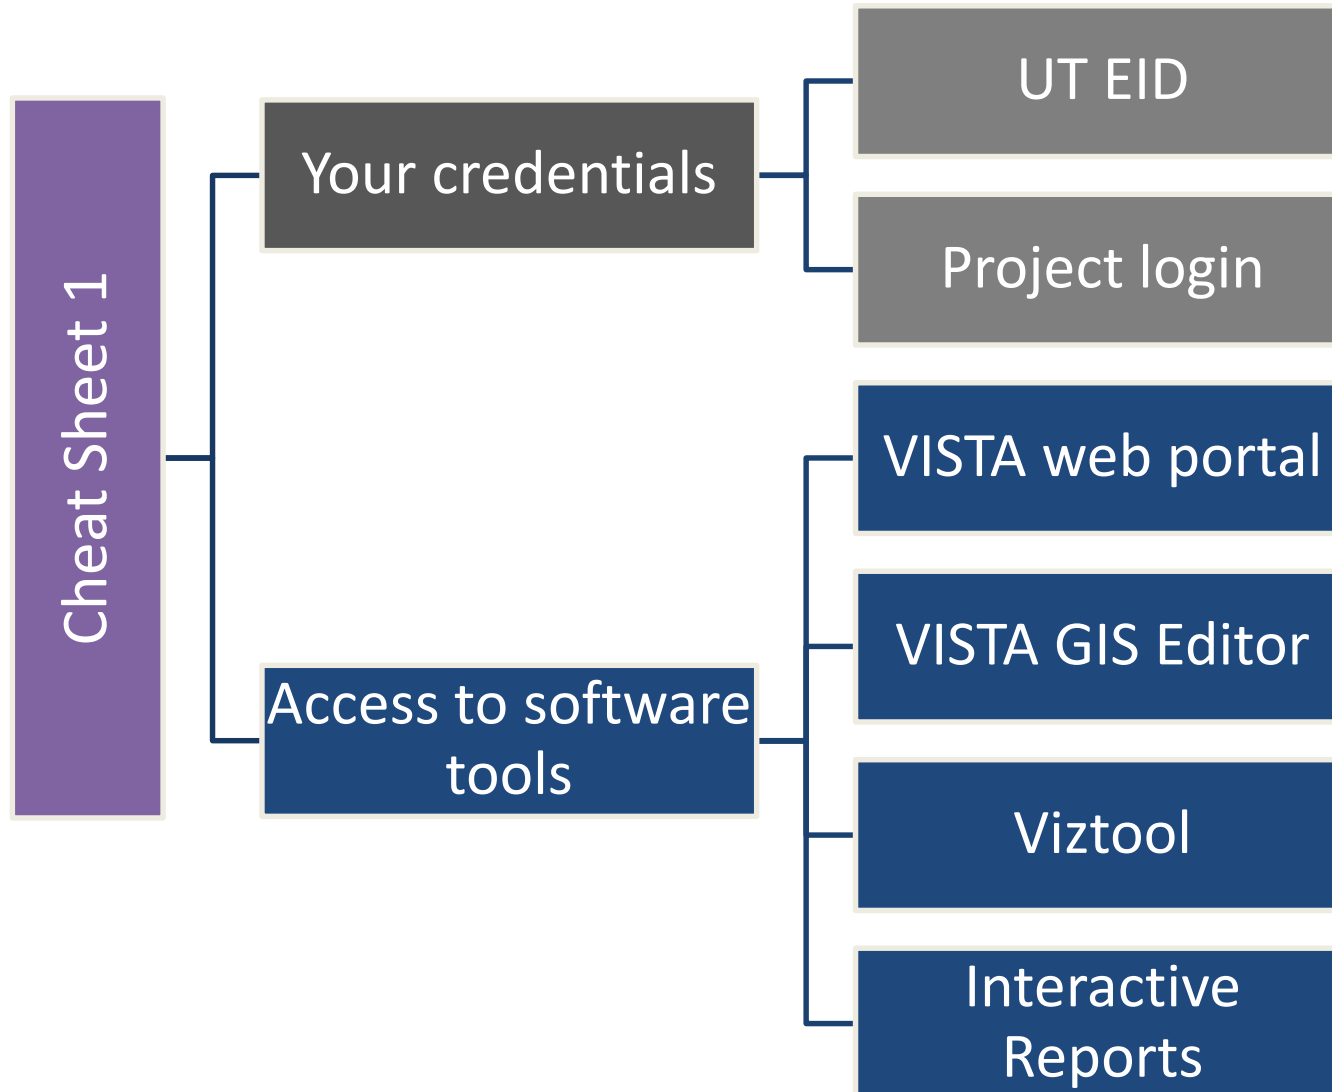 Cheat Sheet 1
Your credentials
UT EID
Project login
Access to software
tools
VISTA web portal
VISTA GIS Editor
Viztool
Interactive
Reports